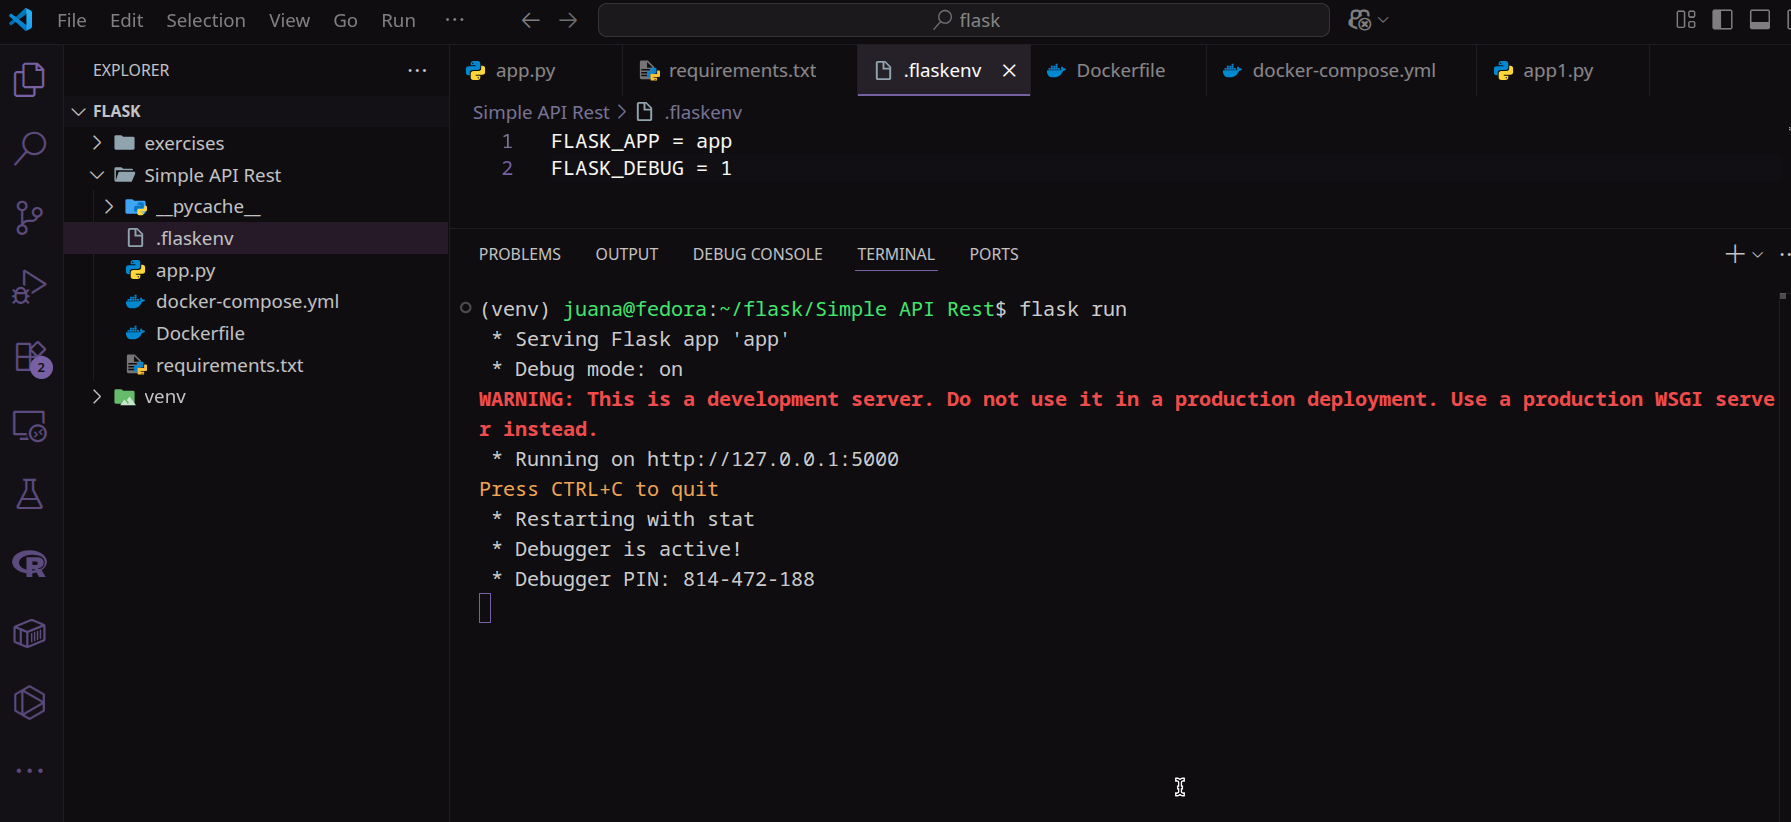 File Edit Selection View Go Run ··· flask
EXPLORER ···
FLASK
exercises
Simple API Rest
__pycache__
.flaskenv
app.py
docker-compose.yml
Dockerfile
requirements.txt
venv
2
app.py requirements.txt .flaskenv Dockerfile docker-compose.yml app1.py
Simple API Rest > .flaskenv
1 FLASK_APP = app
2 FLASK_DEBUG = 1
PROBLEMS OUTPUT DEBUG CONSOLE TERMINAL PORTS
(venv) juana@fedora:~/flask/Simple API Rest$ flask run
* Serving Flask app 'app'
* Debug mode: on
WARNING: This is a development server. Do not use it in a production deployment. Use a production WSGI serve
r instead.
* Running on http://127.0.0.1:5000
Press CTRL+C to quit
* Restarting with stat
* Debugger is active!
* Debugger PIN: 814-472-188